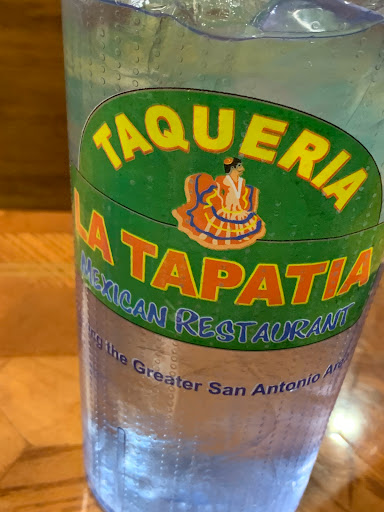 TAQUERIA
LA TAPATIA
MEXICAN RESTAURANT
the Greater San Antonio